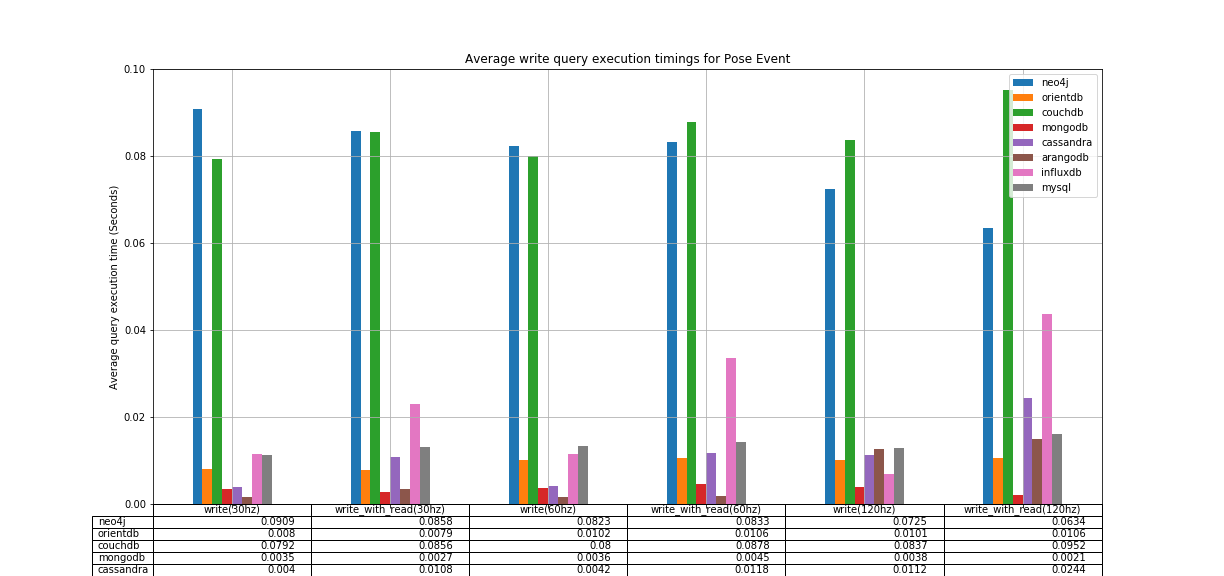 Average write query execution timings for Pose Event
0.10
0.08
0.06
0.04
0.02
0.00
Average query execution time (Seconds)
neo4j
orientdb
couchdb
mongodb
cassandra
arangodb
influxdb
mysql
write(30hz) write_with_read(30hz) write(60hz) write_with_read(60hz) write(120hz) write_with_read(120hz)
neo4j 0.0909 0.0858 0.0823 0.0833 0.0725 0.0634
orientdb 0.008 0.0079 0.0102 0.0106 0.0101 0.0106
couchdb 0.0792 0.0856 0.08 0.0878 0.0837 0.0952
mongodb 0.0035 0.0027 0.0036 0.0045 0.0038 0.0021
cassandra 0.004 0.0108 0.0042 0.0118 0.0112 0.0244